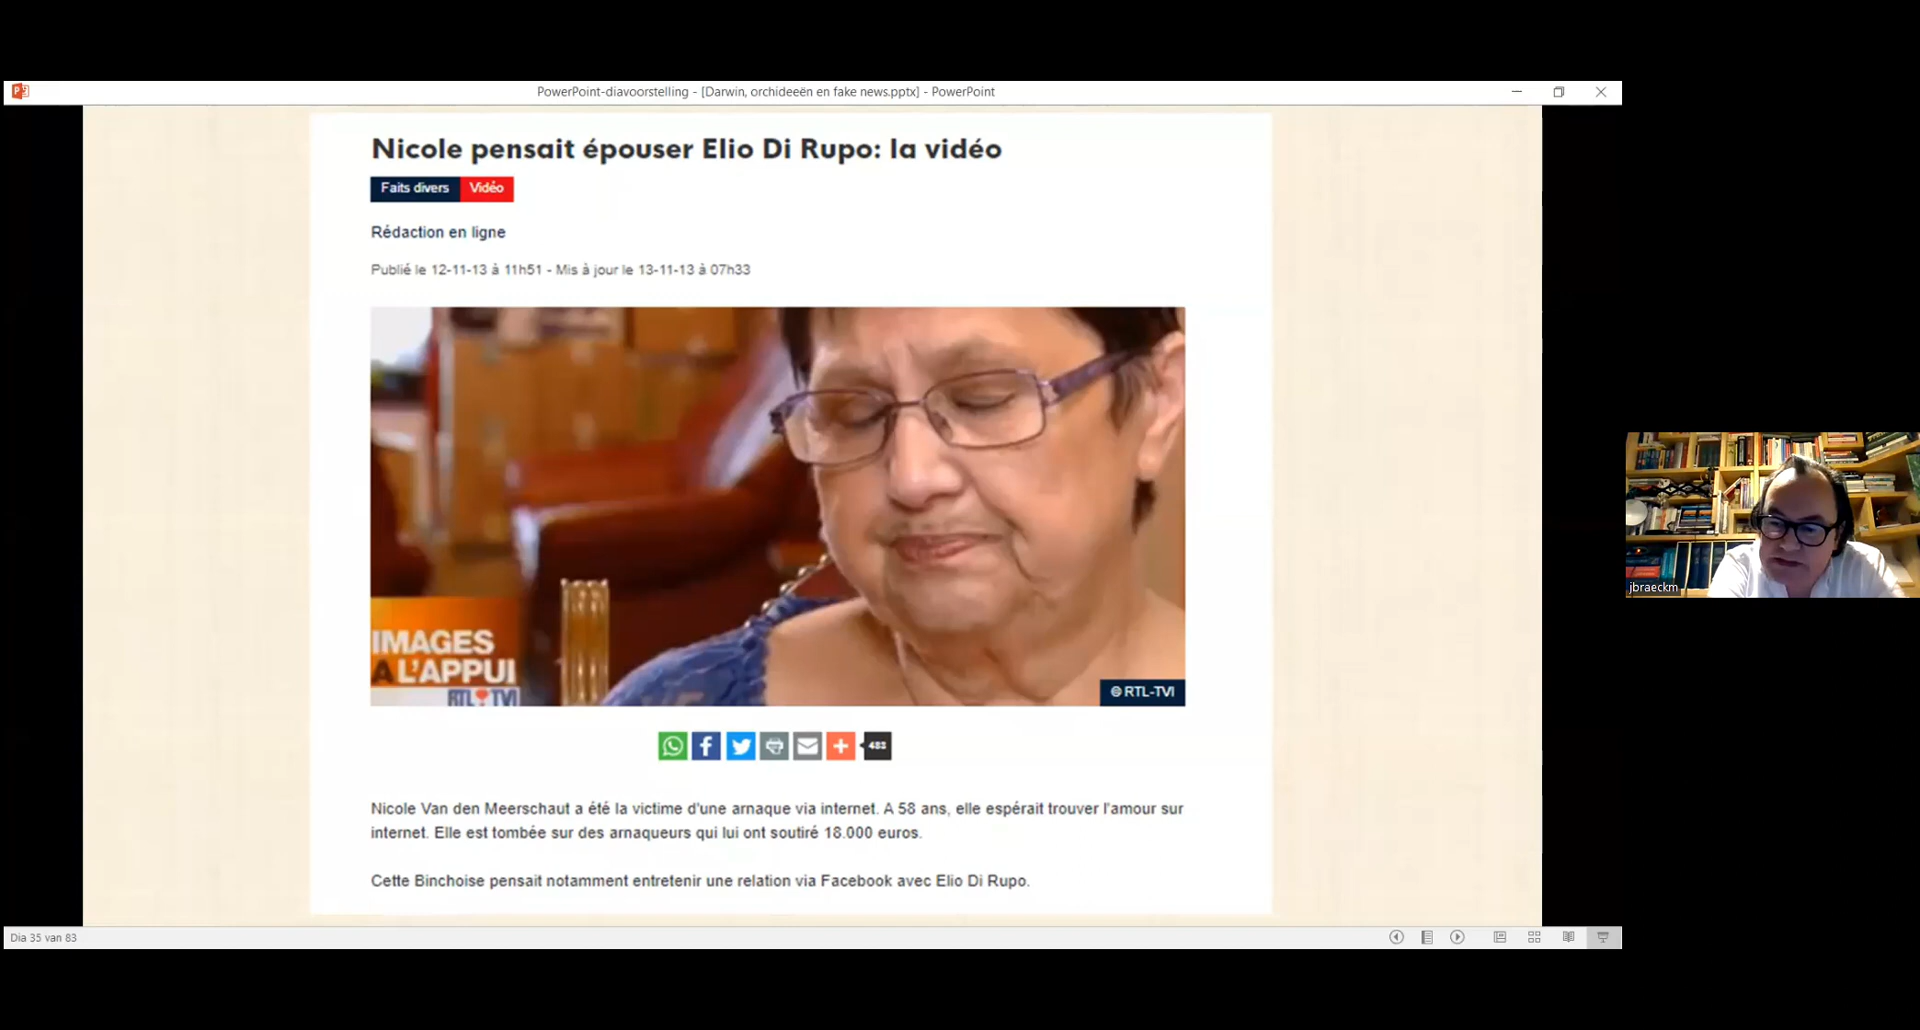 PowerPoint-diavoorstelling - [Darwin, orchideeën en fake news.pptx] - PowerPoint
Nicole pensait épouser Elio Di Rupo: la vidéo
Faits divers Vidéo
Rédaction en ligne
Publié le 12-11-13 à 11h51 - Mis à jour le 13-11-13 à 07h33
IMAGES
A L'APPUI
RTL TVI
© RTL-TVI
483
Nicole Van den Meerschaut a été la victime d'une arnaque via internet. A 58 ans, elle espérait trouver l'amour sur
internet. Elle est tombée sur des arnaqueurs qui lui ont soutiré 18.000 euros.
Cette Binchoise pensait notamment entretenir une relation via Facebook avec Elio Di Rupo.
jbraeckm
Dia 35 van 83